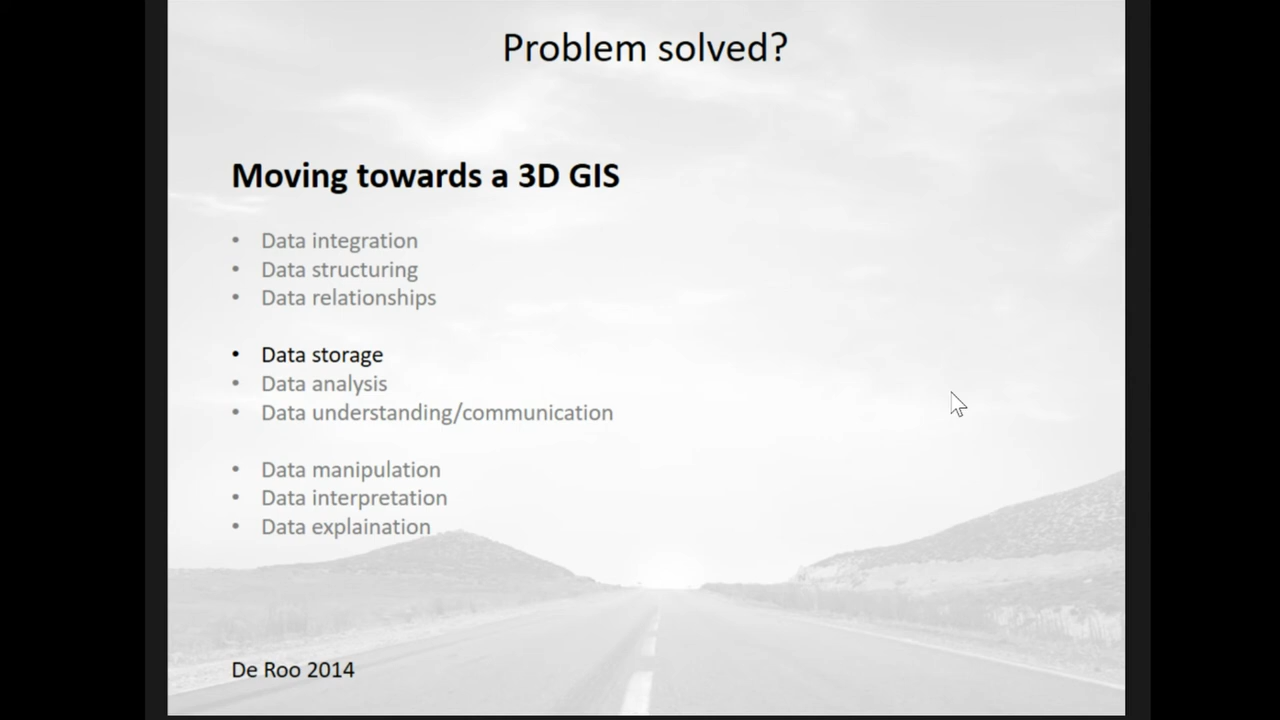 Problem solved?
Moving towards a 3D GIS
• Data integration
• Data structuring
• Data relationships
• Data storage
• Data analysis
• Data understanding/communication
• Data manipulation
• Data interpretation
• Data explaination
De Roo 2014